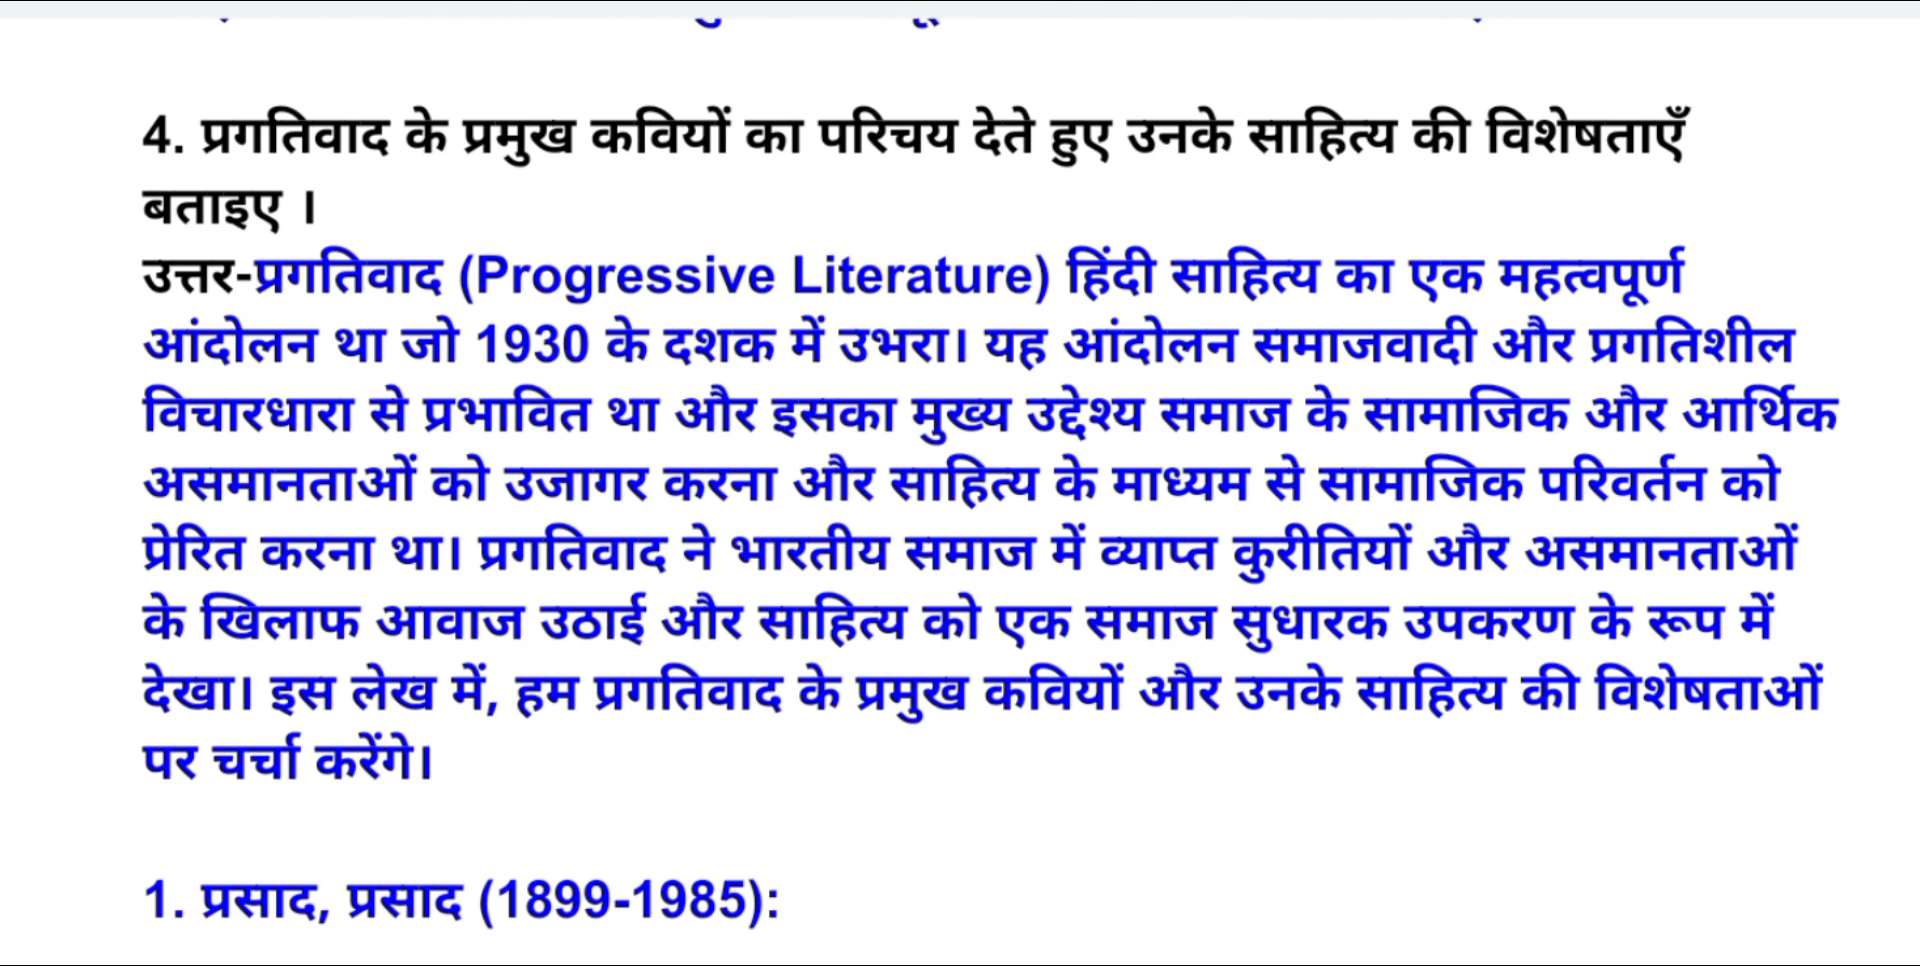 4. प्रगतिवाद के प्रमुख कवियों का परिचय देते हुए उनके साहित्य की विशेषताएँ
बताइए ।
उत्तर-प्रगतिवाद (Progressive Literature) हिंदी साहित्य का एक महत्वपूर्ण
आंदोलन था जो 1930 के दशक में उभरा। यह आंदोलन समाजवादी और प्रगतिशील
विचारधारा से प्रभावित था और इसका मुख्य उद्देश्य समाज के सामाजिक और आर्थिक
असमानताओं को उजागर करना और साहित्य के माध्यम से सामाजिक परिवर्तन को
प्रेरित करना था। प्रगतिवाद ने भारतीय समाज में व्याप्त कुरीतियों और असमानताओं
के खिलाफ आवाज उठाई और साहित्य को एक समाज सुधारक उपकरण के रूप में
देखा। इस लेख में, हम प्रगतिवाद के प्रमुख कवियों और उनके साहित्य की विशेषताओं
पर चर्चा करेंगे।
1. प्रसाद, प्रसाद (1899-1985):